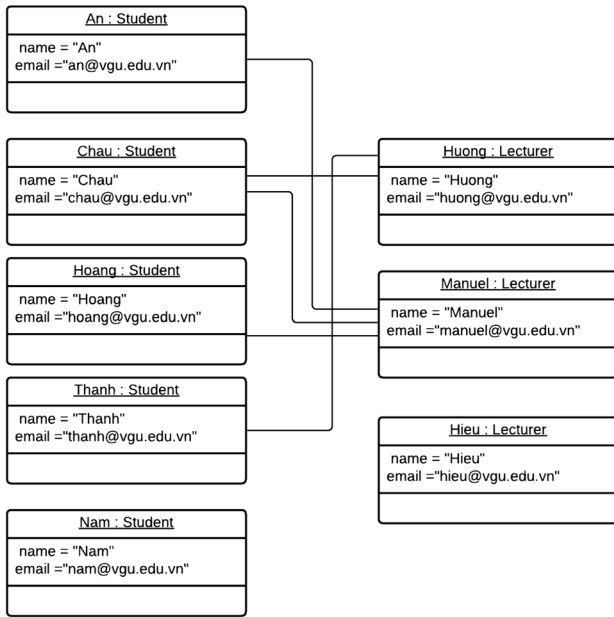 An : Student
name = "An"
email ="an@vgu.edu.vn"
Chau : Student
name = "Chau"
email ="chau@vgu.edu.vn"
Hoang : Student
name = "Hoang"
email ="hoang@vgu.edu.vn"
Thanh : Student
name = "Thanh"
email ="thanh@vgu.edu.vn"
Nam : Student
name = "Nam"
email ="nam@vgu.edu.vn"
Huong : Lecturer
name = "Huong"
email ="huong@vgu.edu.vn"
Manuel : Lecturer
name = "Manuel"
email ="manuel@vgu.edu.vn"
Hieu : Lecturer
name = "Hieu"
email ="hieu@vgu.edu.vn"